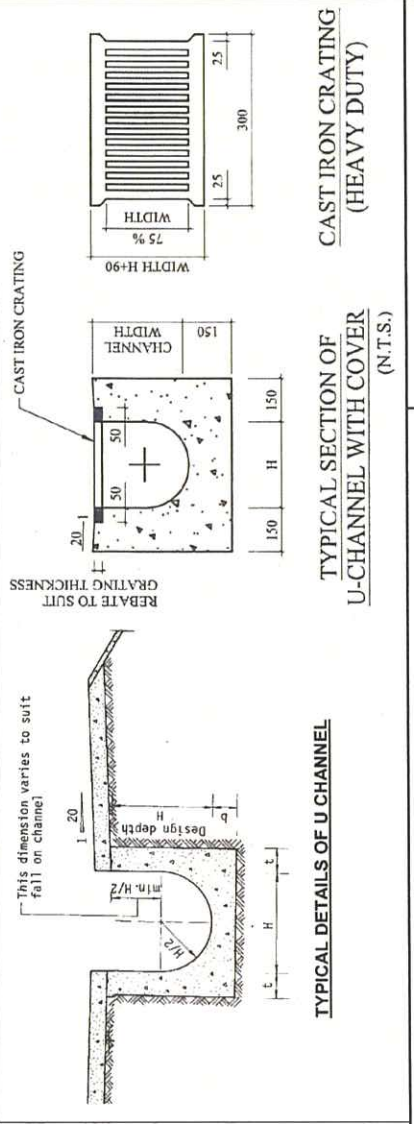 This dimension varies to suit
fall on channel
1 20
min. H/2
H/2
Design depth
H
b
t
H
t
TYPICAL DETAILS OF U CHANNEL
REBATE TO SUIT
GRATING THICKNESS
20
1
CAST IRON CRATING
50
50
CHANNEL
WIDTH
150
150
H
150
TYPICAL SECTION OF
U-CHANNEL WITH COVER
(N.T.S.)
WIDTH H+90
75 %
WIDTH
25
25
300
CAST IRON CRATING
(HEAVY DUTY)